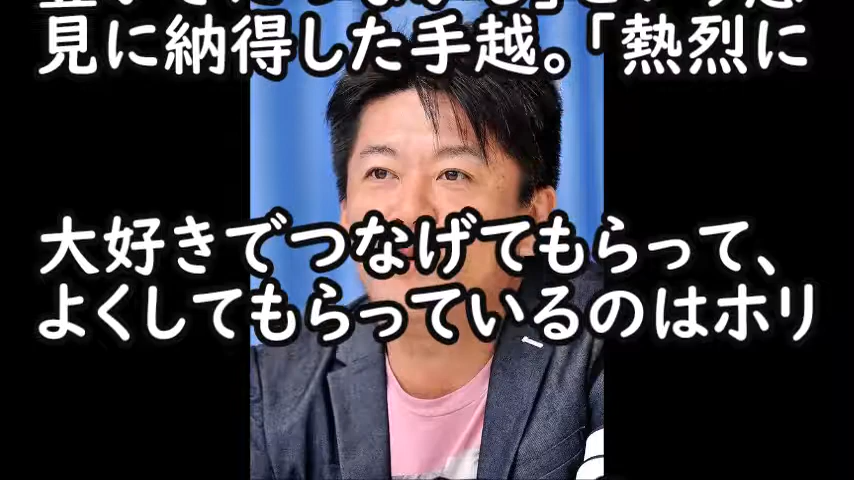 見に納得した手越。「熱烈に
大好きでつなげてもらって、
よくしてもらっているのはホリ